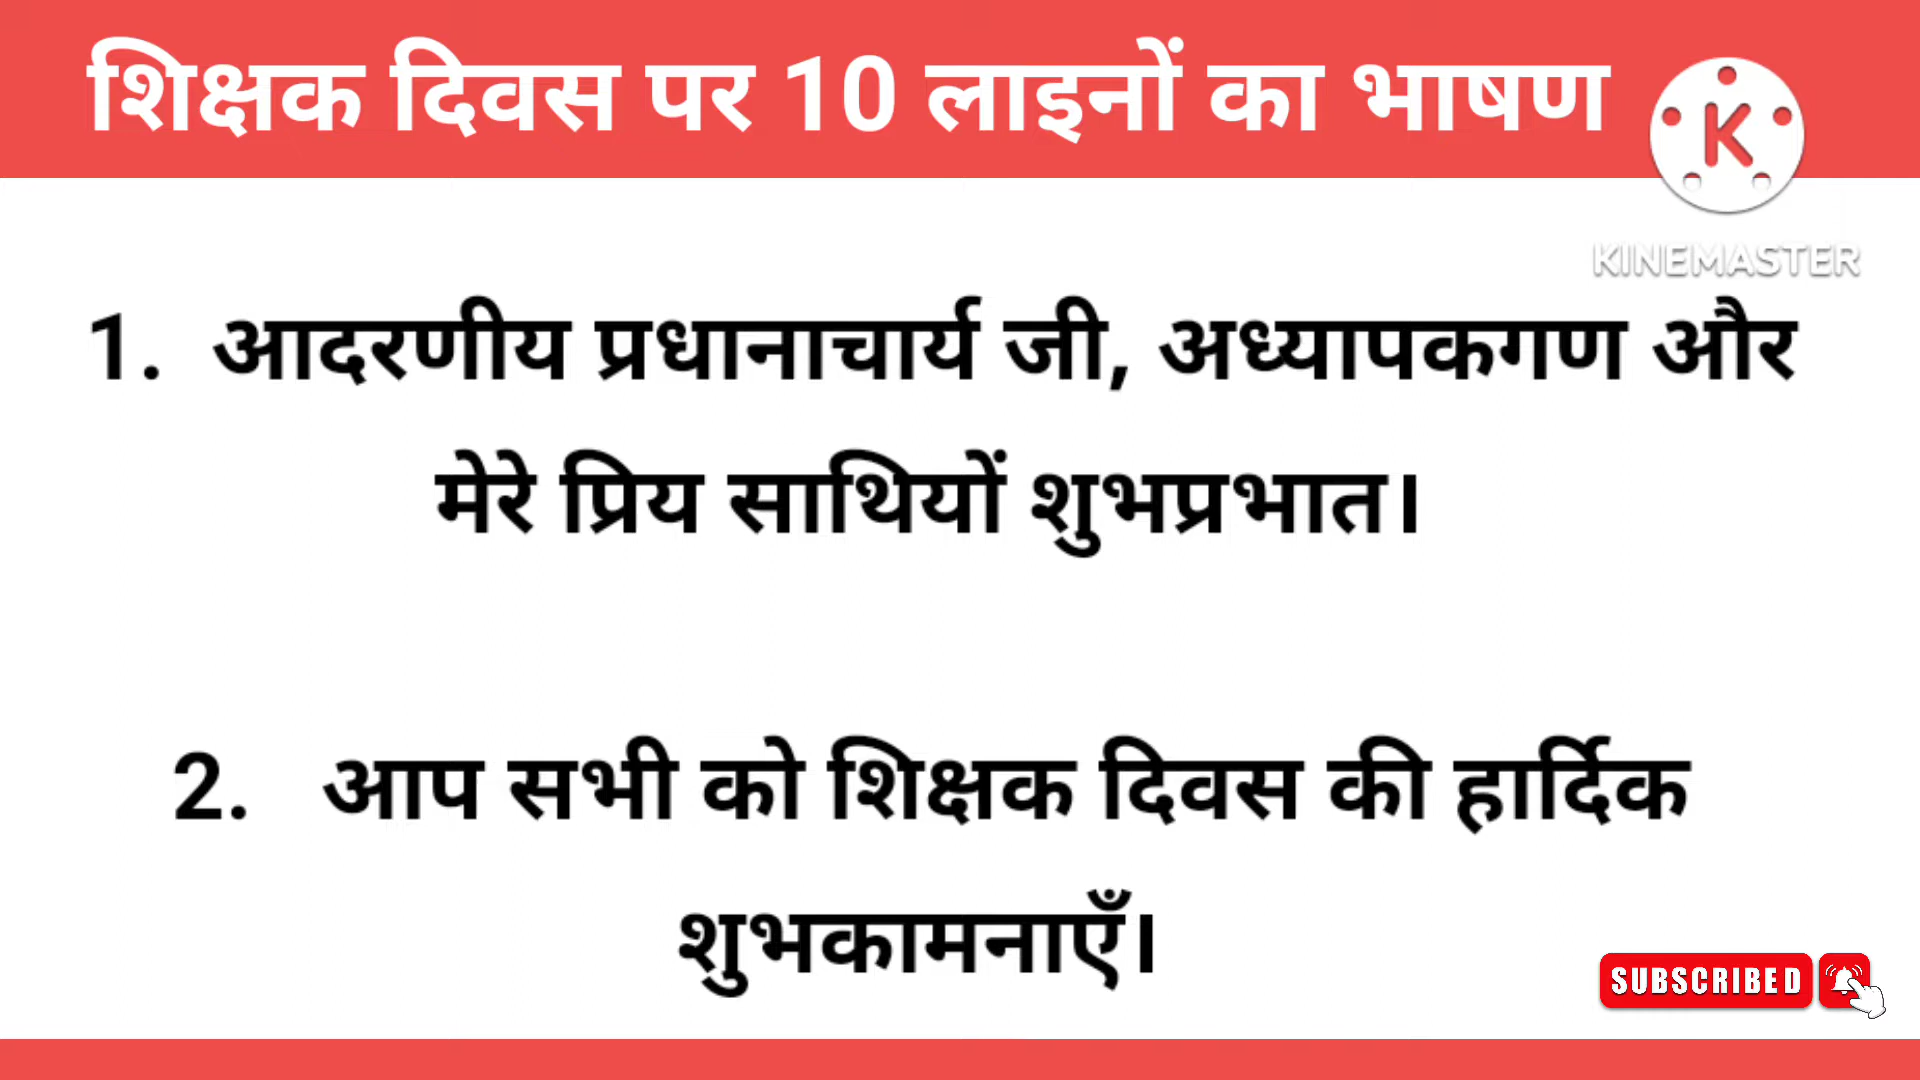 शिक्षक दिवस पर 10 लाइनों का भाषण
K
KINEMASTER
1. आदरणीय प्रधानाचार्य जी, अध्यापकगण और
मेरे प्रिय साथियों शुभप्रभात।
2. आप सभी को शिक्षक दिवस की हार्दिक
शुभकामनाएँ।
SUBSCRIBED